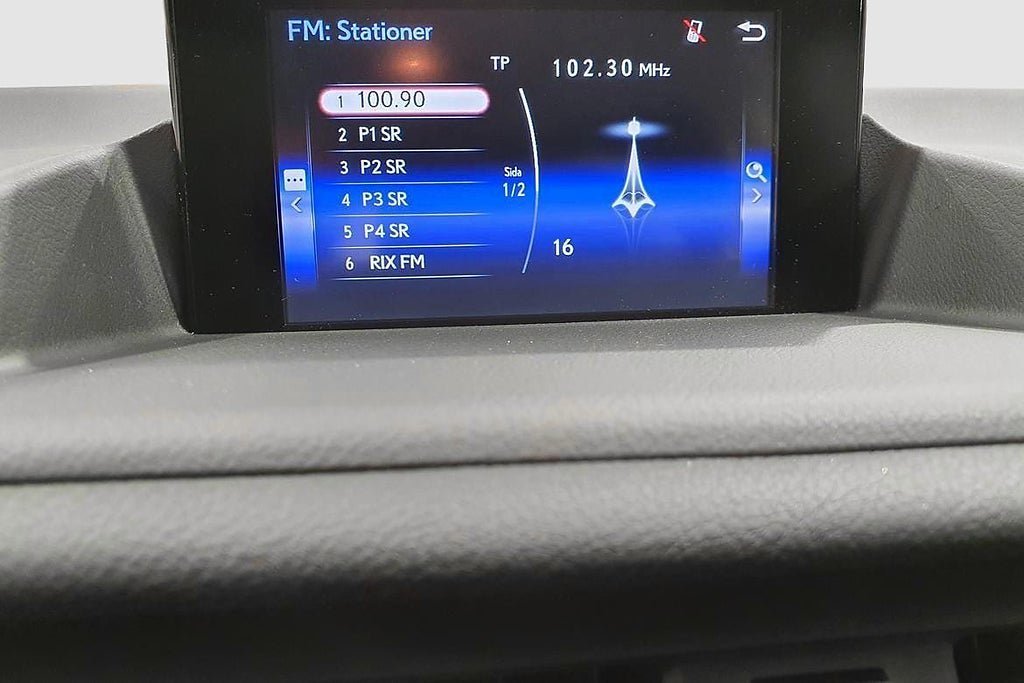 FM: Stationer
TP
102.30 MHz
1 100.90
2 P1 SR
3 P2 SR
4 P3 SR
5 P4 SR
6 RIX FM
Sida
1/2
16